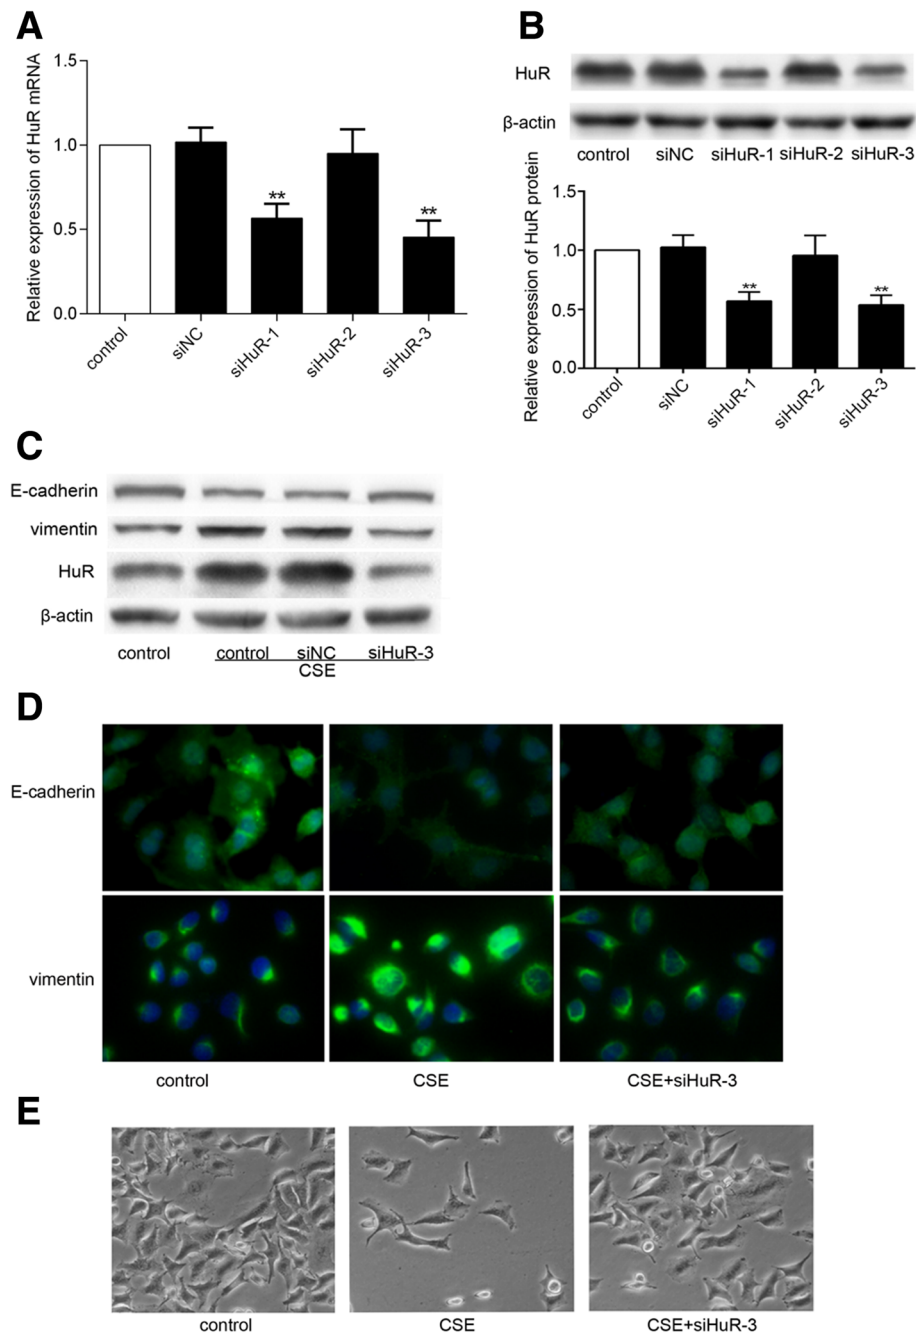 A
Relative expression of HuR mRNA
1.5
1.0
0.5
0.0
**
**
control
siNC
siHuR-1
siHuR-2
siHuR-3
B
HuR
β-actin
control siNC siHuR-1 siHuR-2 siHuR-3
Relative expression of HuR protein
1.5
1.0
0.5
0.0
**
**
control
siNC
siHuR-1
siHuR-2
siHuR-3
C
E-cadherin
vimentin
HuR
β-actin
control control siNC siHuR-3
CSE
D
E-cadherin
vimentin
control CSE CSE+siHuR-3
E
control CSE CSE+siHuR-3